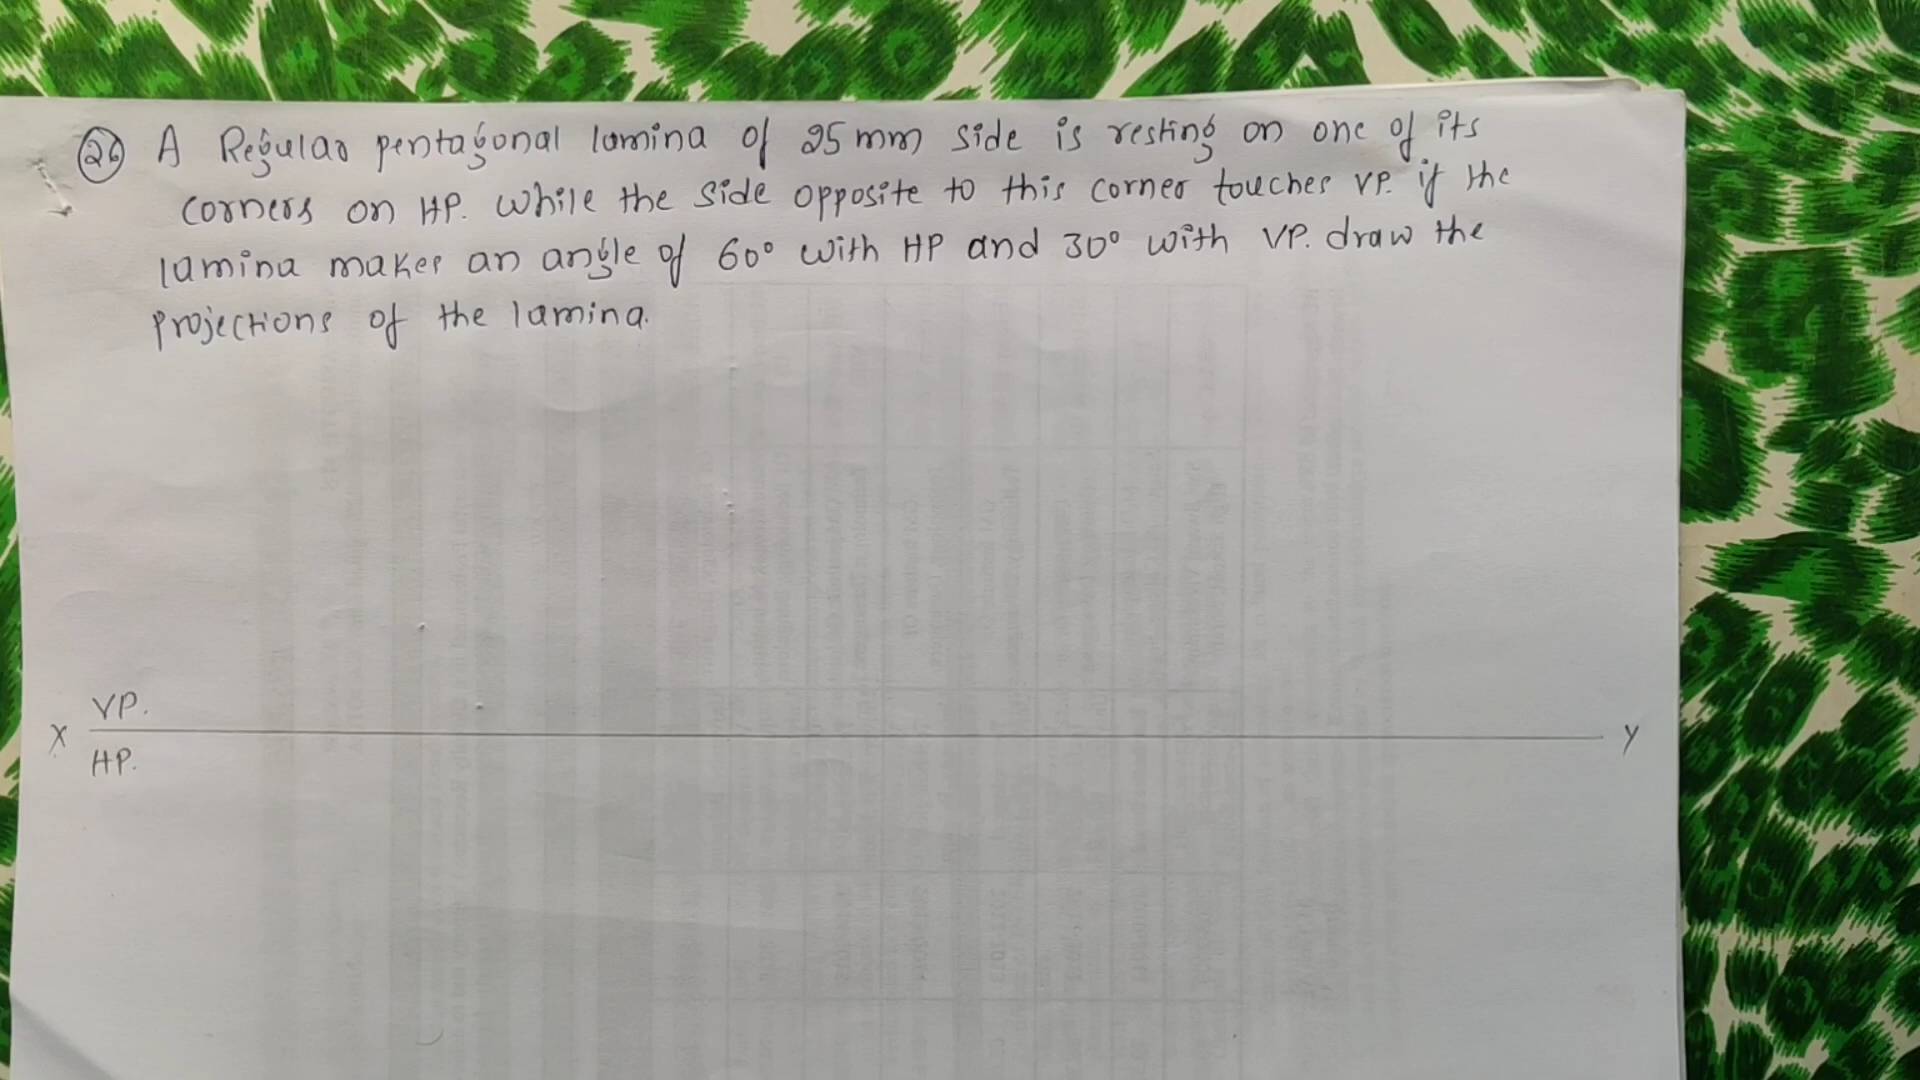 26 A Regular pentagonal lamina of 25 mm side is resting on one of its
corners on HP. while the side opposite to this corner touches VP. if the
lamina makes an angle of 60° with HP and 30° with VP. draw the
projections of the lamina.
VP.
X Y
HP.